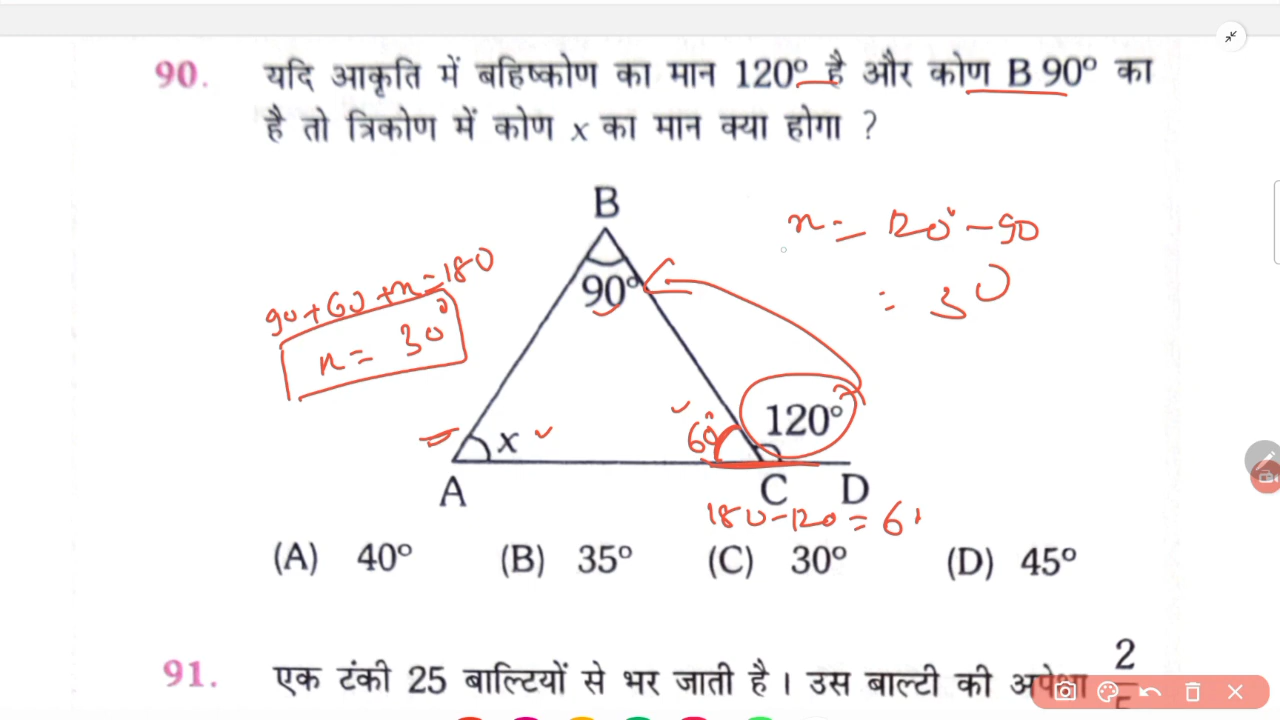 90. यदि आकृति में बहिष्कोण का मान 120° है और कोण B 90° का
है तो त्रिकोण में कोण x का मान क्या होगा ?
B
n = 120° - 90
= 30
90+60+n=180
n = 30°
90°
120°
60°
x
A
C
D
180-120=6
(A) 40° (B) 35° (C) 30° (D) 45°
91. एक टंकी 25 बाल्टियों से भर जाती है । उस बाल्टी की अपेक्षा 2